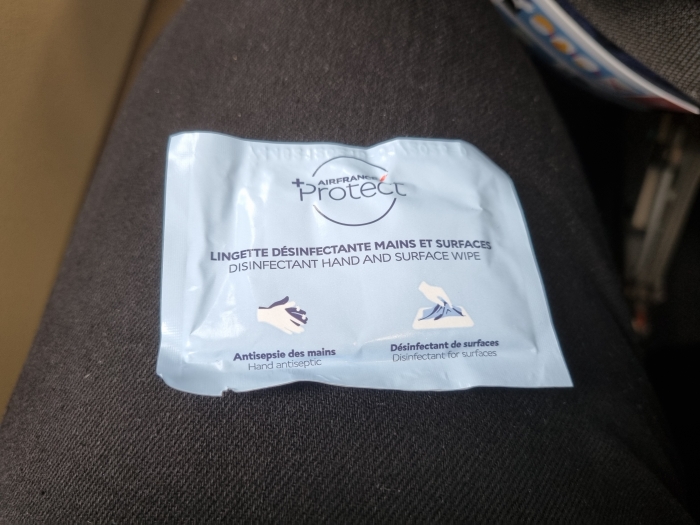 AIRFRANCE
+Protect
LINGETTE DÉSINFECTANTE MAINS ET SURFACES
DISINFECTANT HAND AND SURFACE WIPE
Antisepsie des mains
Hand antiseptic
Désinfectant de surfaces
Disinfectant for surfaces